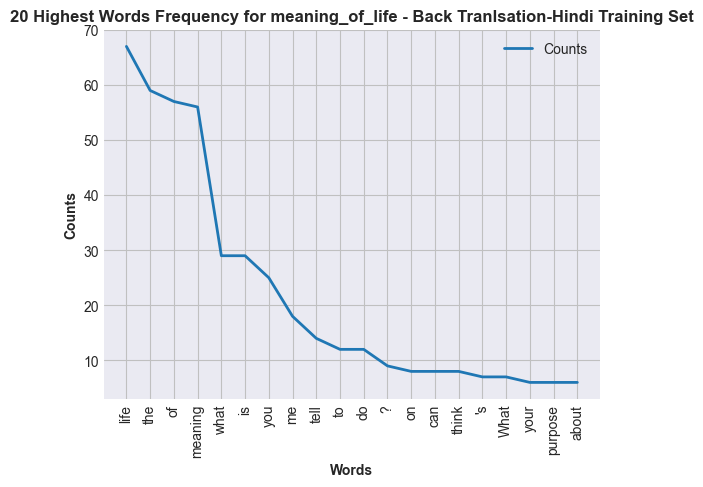 20 Highest Words Frequency for meaning_of_life - Back Tranlsation-Hindi Training Set
Counts
70
60
50
40
30
20
10
Counts
life
the
of
meaning
what
is
you
me
tell
to
do
?
on
can
think
's
What
your
purpose
about
Words